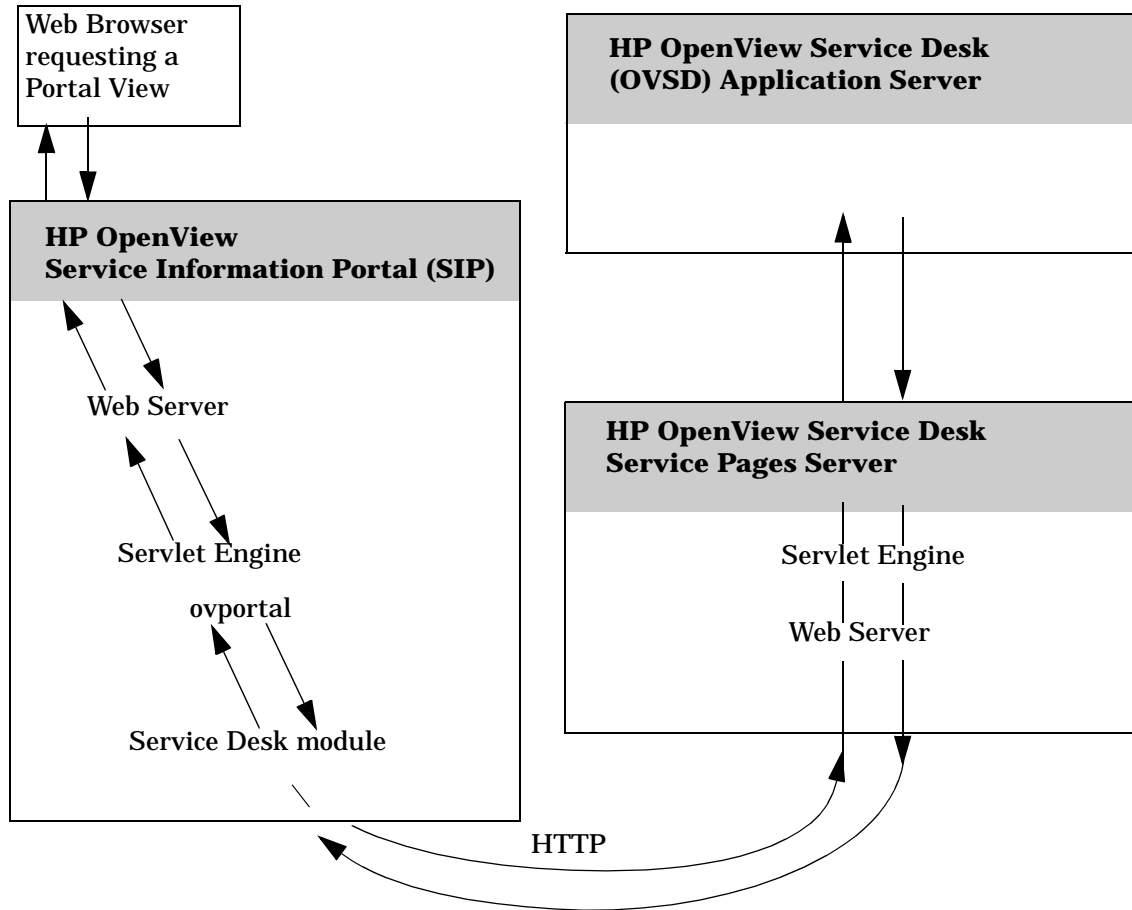 Web Browser
requesting a
Portal View
HP OpenView
Service Information Portal (SIP)
Web Server
Servlet Engine
ovportal
Service Desk module
HP OpenView Service Desk
(OVSD) Application Server
HP OpenView Service Desk
Service Pages Server
Servlet Engine
Web Server
HTTP